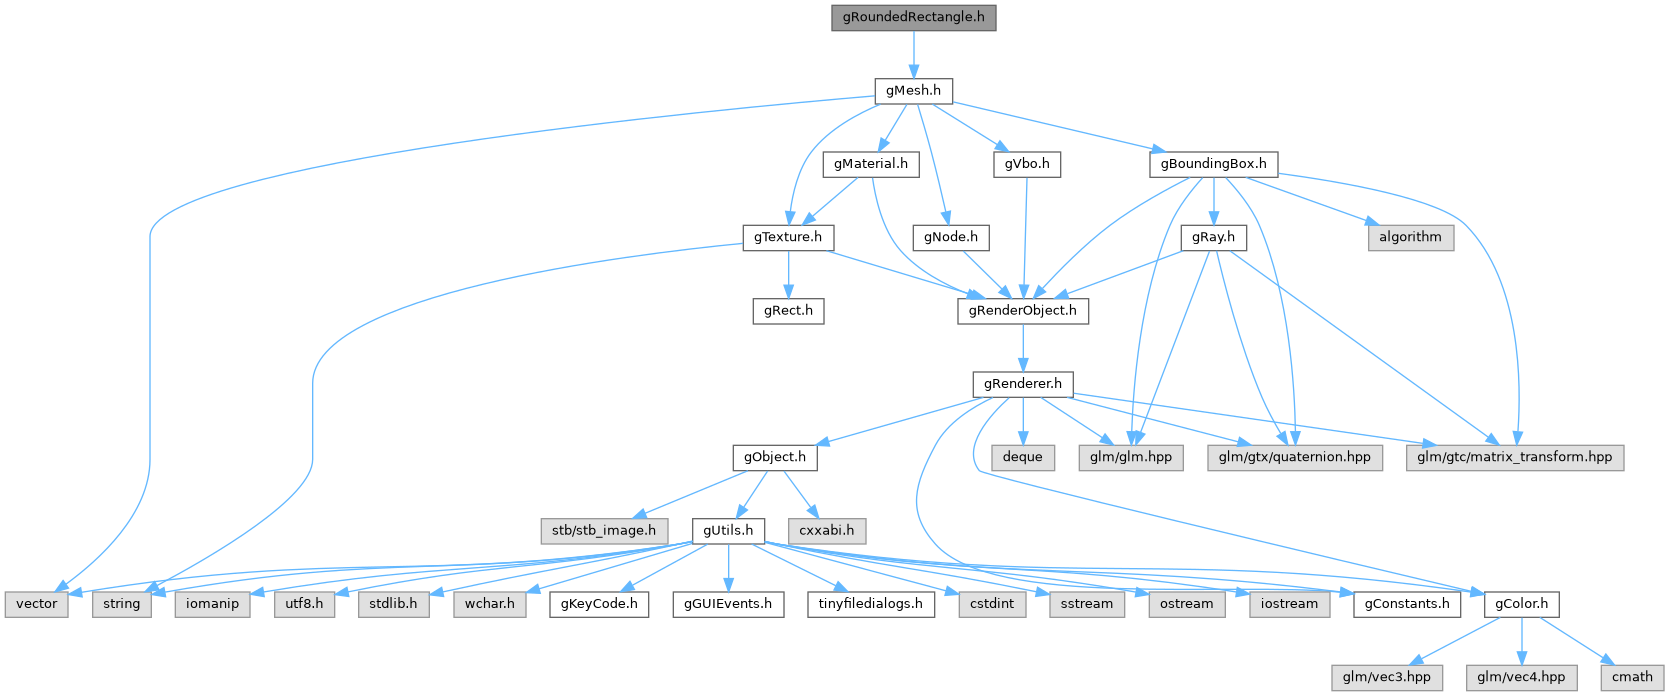 gRoundedRectangle.h
gMesh.h
gMaterial.h
gVbo.h
gBoundingBox.h
gTexture.h
gNode.h
gRay.h
algorithm
gRect.h
gRenderObject.h
gRenderer.h
gObject.h
deque
glm/glm.hpp
glm/gtx/quaternion.hpp
glm/gtc/matrix_transform.hpp
stb/stb_image.h
gUtils.h
cxxabi.h
vector
string
iomanip
utf8.h
stdlib.h
wchar.h
gKeyCode.h
gGUIEvents.h
tinyfiledialogs.h
cstdint
sstream
ostream
iostream
gConstants.h
gColor.h
glm/vec3.hpp
glm/vec4.hpp
cmath